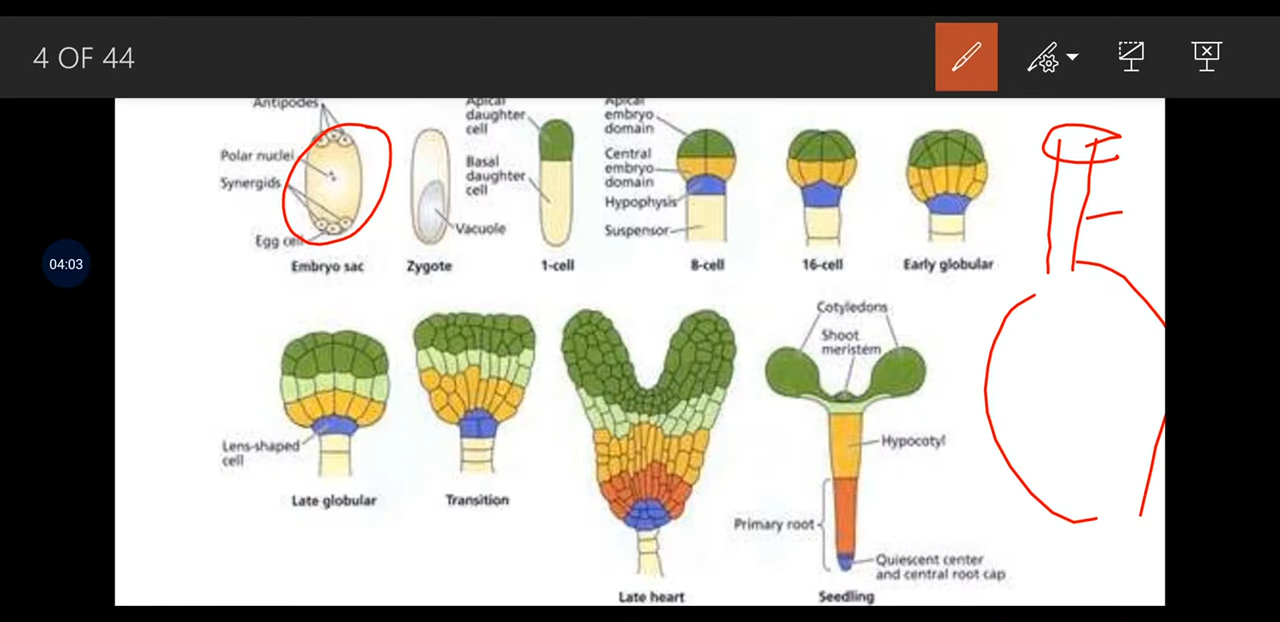 4 OF 44
04:03
Antipodes
Polar nuclei
Synergids
Egg cell
Embryo sac
Vacuole
Zygote
Apical
daughter
cell
Basal
daughter
cell
1-cell
Apical
embryo
domain
Central
embryo
domain
Hypophysis
Suspensor
8-cell
16-cell
Early globular
Lens-shaped
cell
Late globular
Transition
Late heart
Cotyledons
Shoot
meristem
Hypocotyl
Primary root
Quiescent center
and central root cap
Seedling